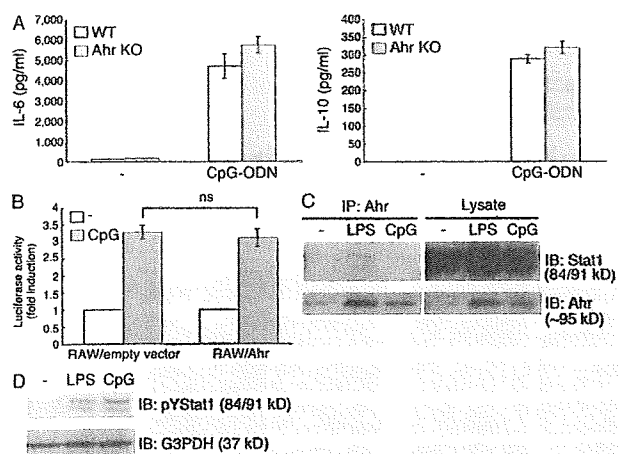 A
IL-6 (pg/ml)
7,000
6,000
5,000
4,000
3,000
2,000
1,000
0
WT
Ahr KO
-
CpG-ODN
IL-10 (pg/ml)
400
350
300
250
200
150
100
50
0
WT
Ahr KO
-
CpG-ODN
B
Luciferase activity
(fold induction)
4
3.5
3
2.5
2
1.5
1
0.5
0
-
CpG
ns
RAW/empty vector
RAW/Ahr
C
IP: Ahr
Lysate
- LPS CpG
- LPS CpG
IB: Stat1
(84/91 kD)
IB: Ahr
(~95 kD)
D
- LPS CpG
IB: pYStat1 (84/91 kD)
IB: G3PDH (37 kD)